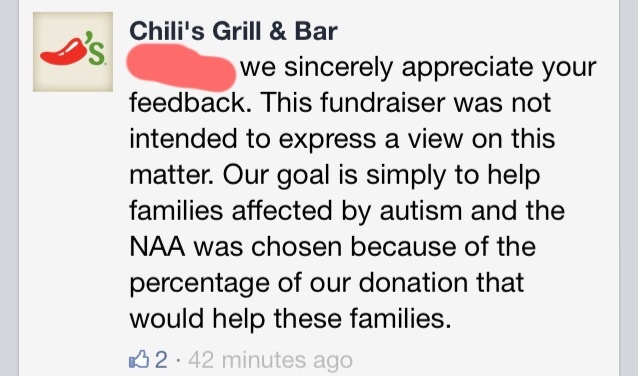 's.
Chili's Grill & Bar
we sincerely appreciate your
feedback. This fundraiser was not
intended to express a view on this
matter. Our goal is simply to help
families affected by autism and the
NAA was chosen because of the
percentage of our donation that
would help these families.
2 · 42 minutes ago